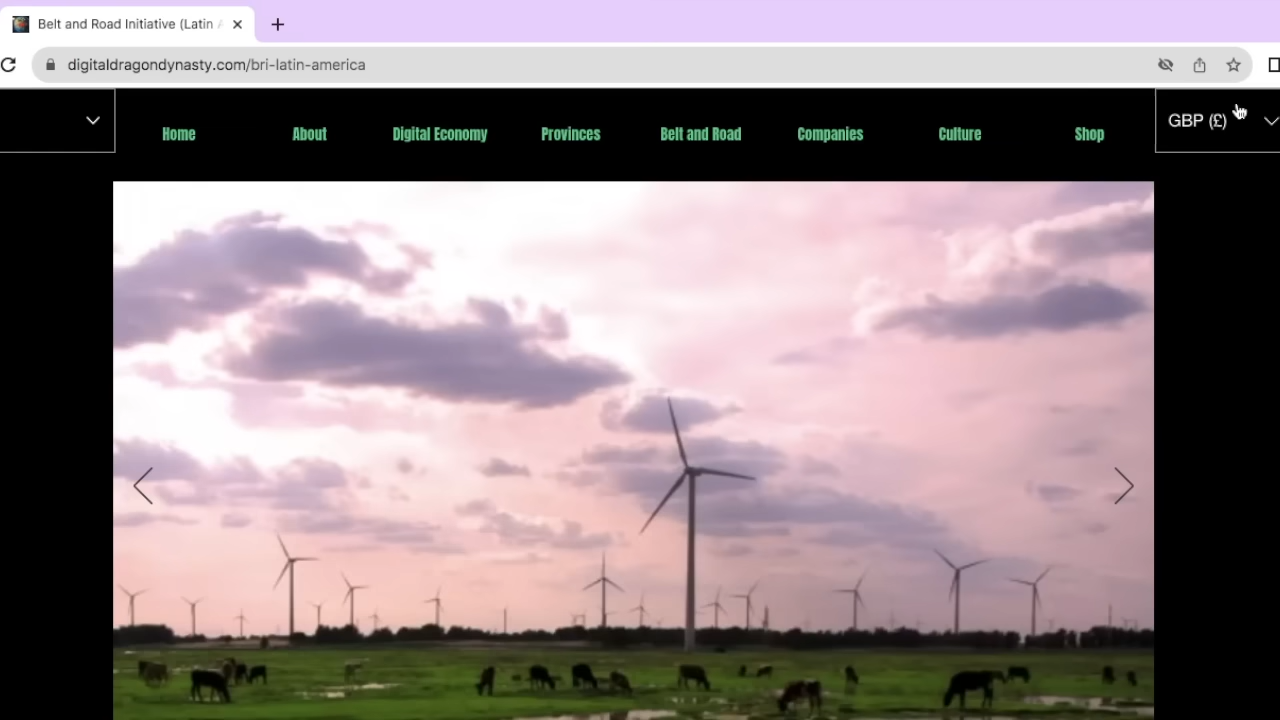 Belt and Road Initiative (Latin
digitaldragondynasty.com/bri-latin-america
Home About Digital Economy Provinces Belt and Road Companies Culture Shop
GBP (£)